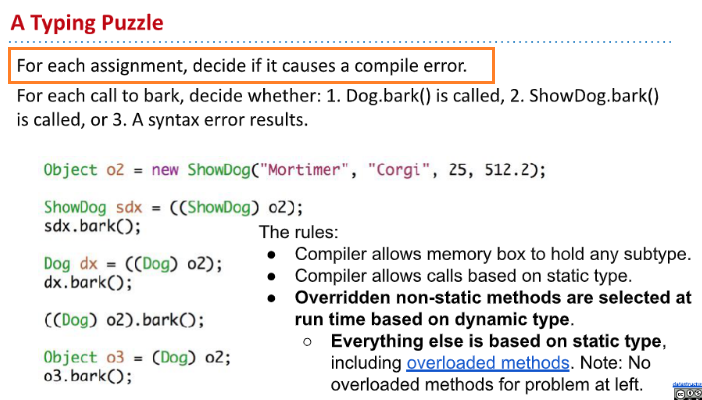 A Typing Puzzle
For each assignment, decide if it causes a compile error.
For each call to bark, decide whether: 1. Dog.bark() is called, 2. ShowDog.bark()
is called, or 3. A syntax error results.
Object o2 = new ShowDog("Mortimer", "Corgi", 25, 512.2);
ShowDog sdx = ((ShowDog) o2);
sdx.bark();
Dog dx = ((Dog) o2);
dx.bark();
((Dog) o2).bark();
Object o3 = (Dog) o2;
o3.bark();
The rules:
● Compiler allows memory box to hold any subtype.
● Compiler allows calls based on static type.
● Overridden non-static methods are selected at
run time based on dynamic type.
○ Everything else is based on static type,
including overloaded methods. Note: No
overloaded methods for problem at left.